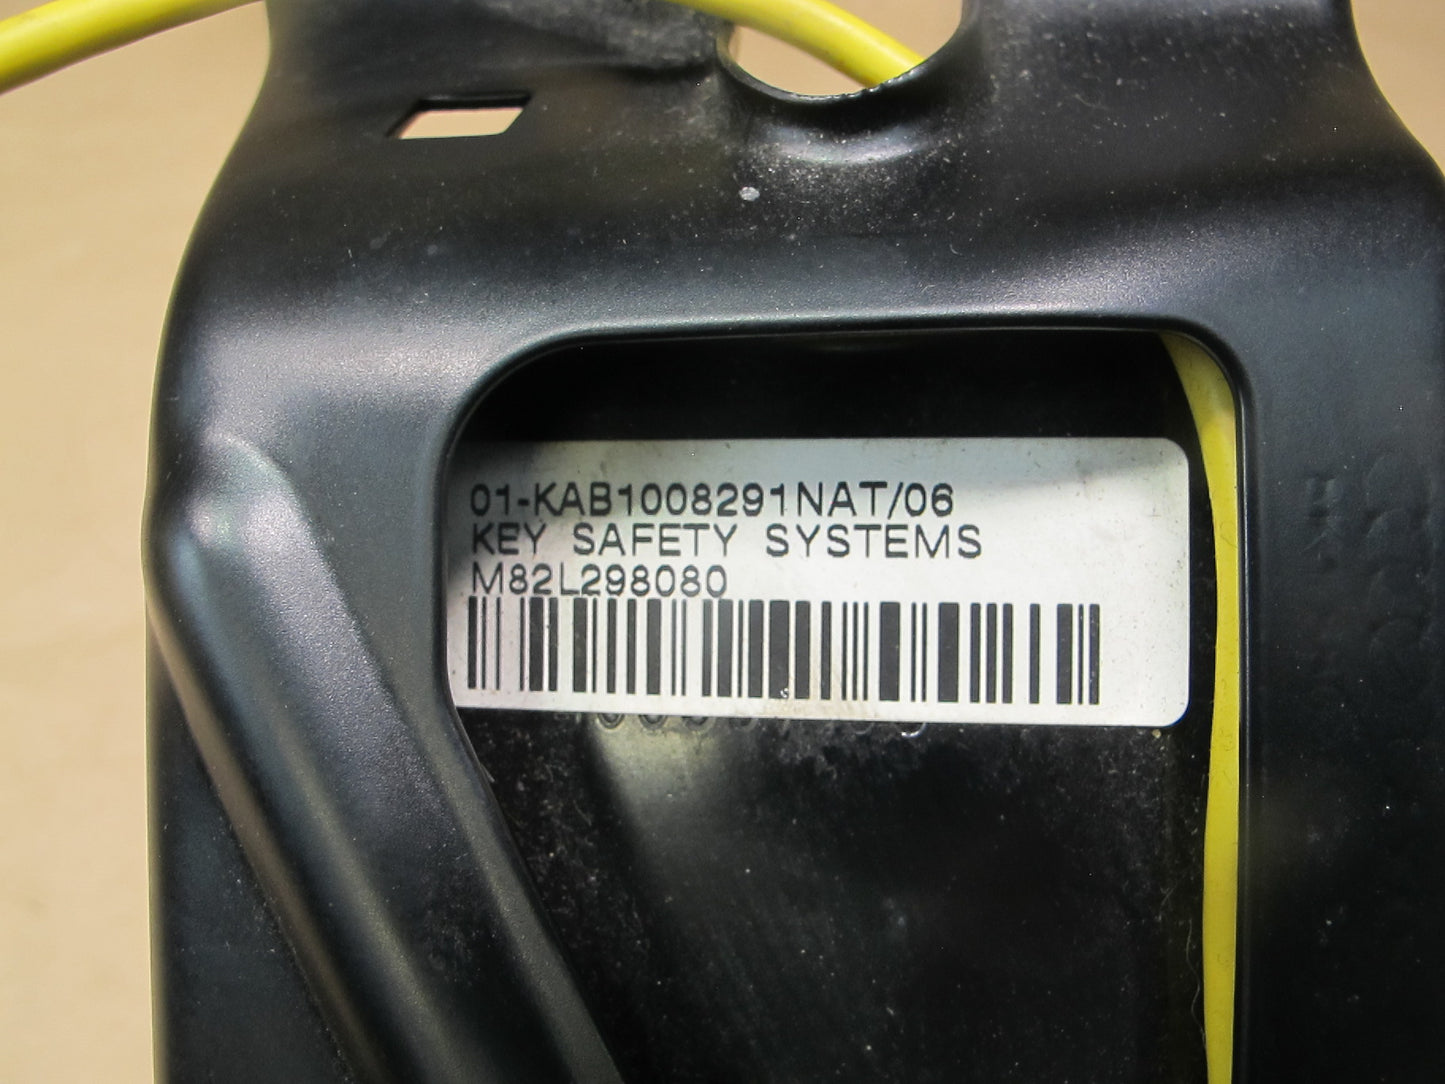 01-KAB1008291NAT/06
KEY SAFETY SYSTEMS
M82L298080